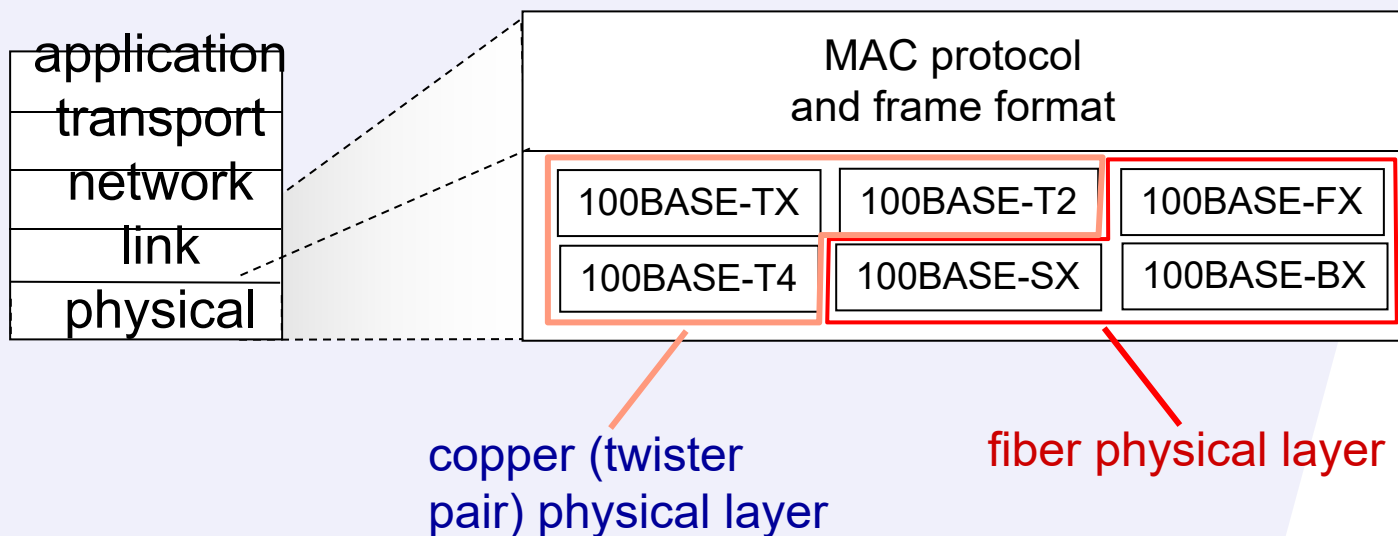 application
transport
network
link
physical
MAC protocol
and frame format
100BASE-TX
100BASE-T2
100BASE-FX
100BASE-T4
100BASE-SX
100BASE-BX
copper (twister
pair) physical layer
fiber physical layer